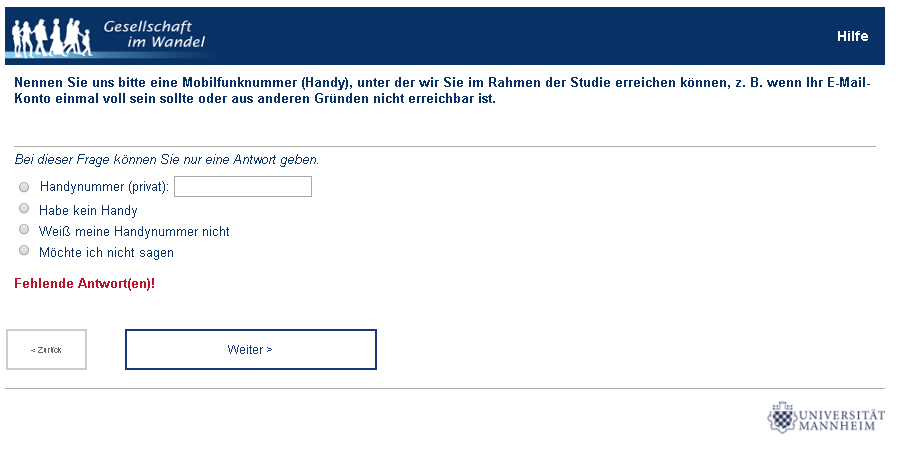 Gesellschaft
im Wandel
Hilfe
Nennen Sie uns bitte eine Mobilfunknummer (Handy), unter der wir Sie im Rahmen der Studie erreichen können, z. B. wenn Ihr E-Mail-
Konto einmal voll sein sollte oder aus anderen Gründen nicht erreichbar ist.
Bei dieser Frage können Sie nur eine Antwort geben.
Handynummer (privat):
Habe kein Handy
Weiß meine Handynummer nicht
Möchte ich nicht sagen
Fehlende Antwort(en)!
< Zurück
Weiter >
UNIVERSITÄT
MANNHEIM